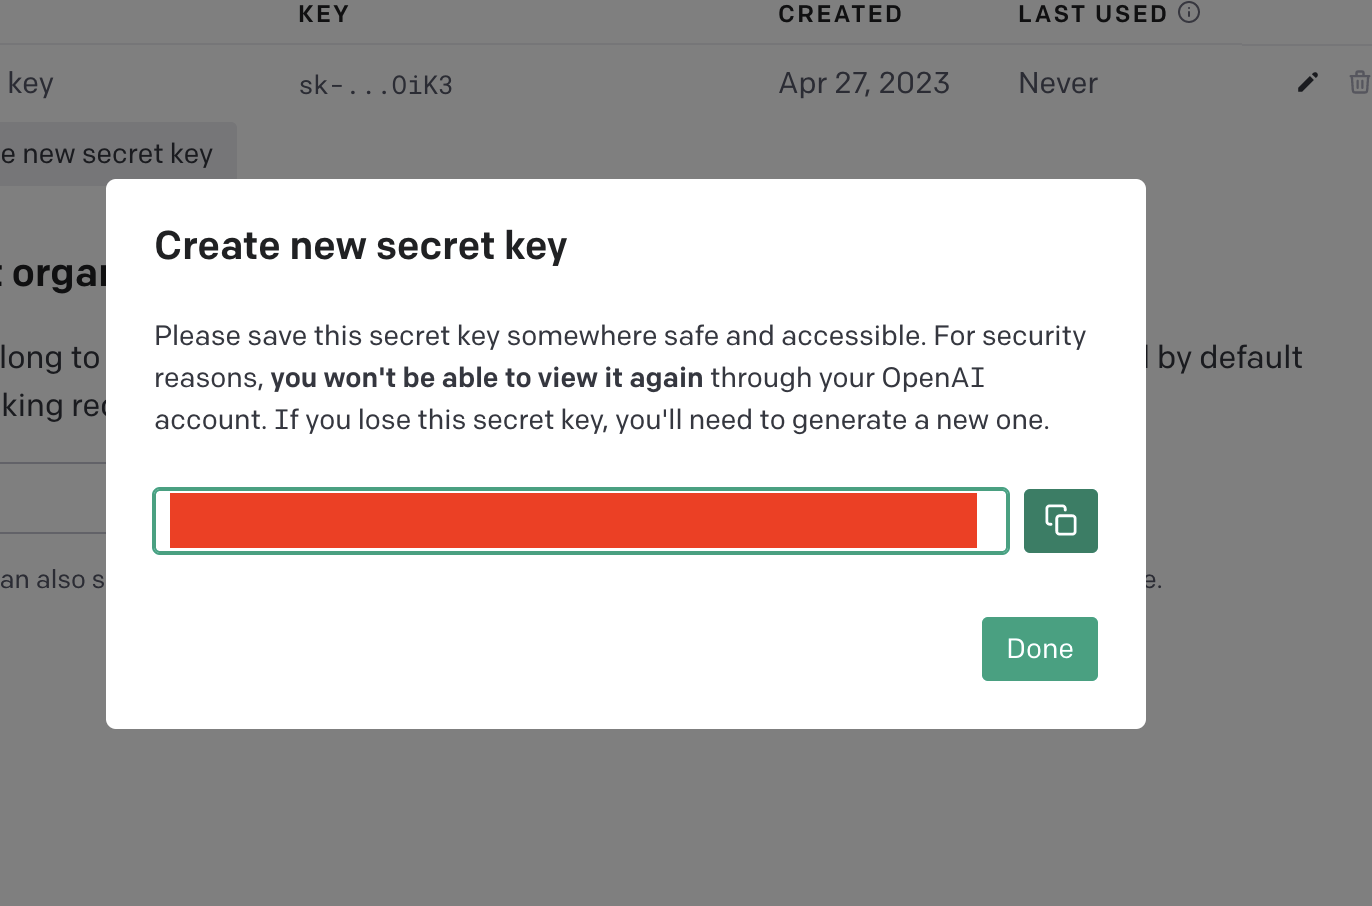 KEY CREATED LAST USED
key sk-...OiK3 Apr 27, 2023 Never
e new secret key
Create new secret key
t organ
Please save this secret key somewhere safe and accessible. For security
long to by default
reasons, you won't be able to view it again through your OpenAI
king rec
account. If you lose this secret key, you'll need to generate a new one.
an also s e.
Done